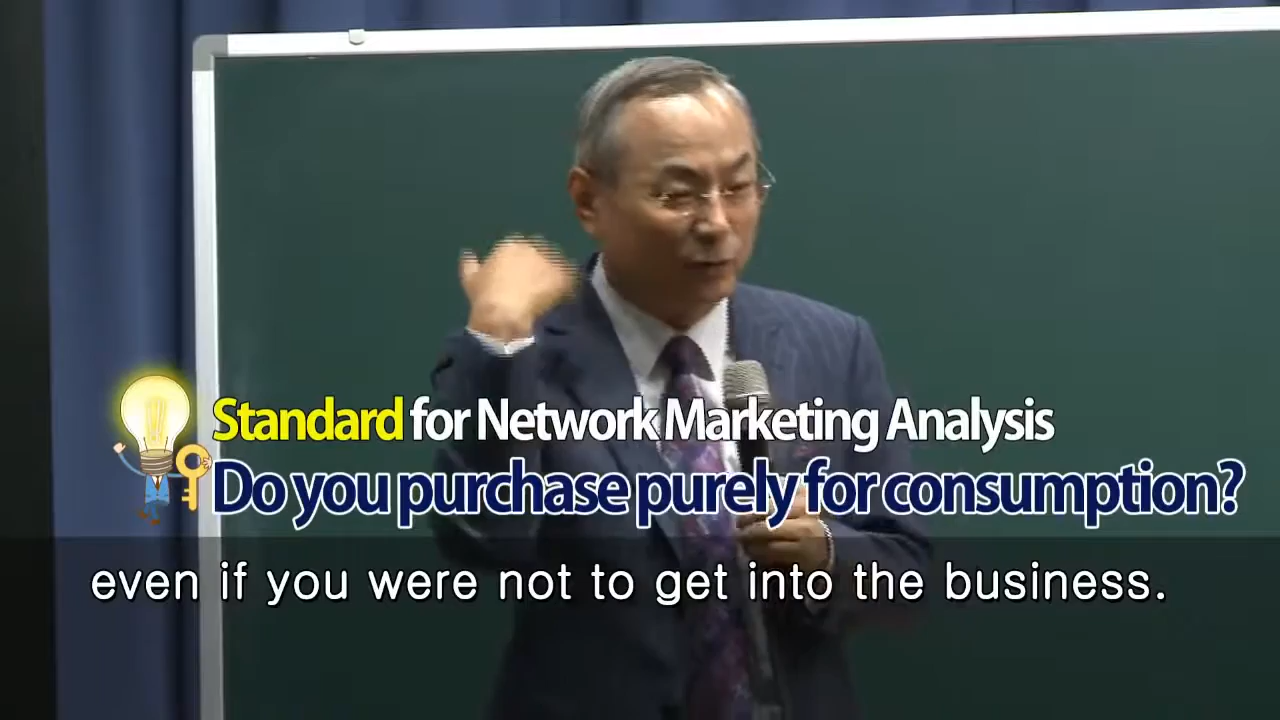 Standard for Network Marketing Analysis
Do you purchase purely for consumption?
even if you were not to get into the business.